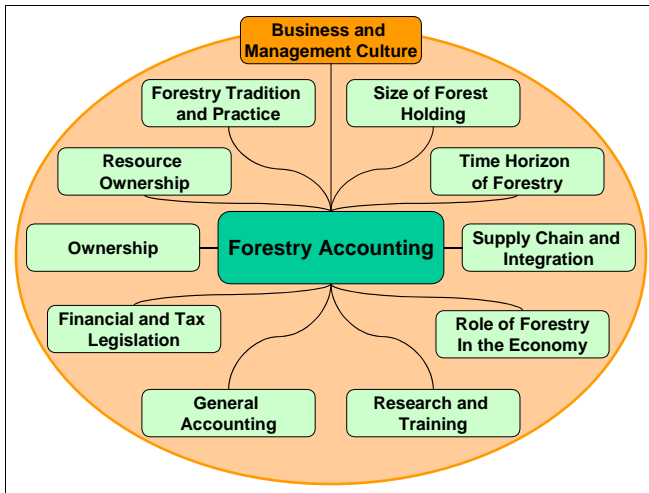 Business and
Management Culture
Forestry Tradition
and Practice
Size of Forest
Holding
Resource
Ownership
Time Horizon
of Forestry
Ownership
Forestry Accounting
Supply Chain and
Integration
Financial and Tax
Legislation
Role of Forestry
In the Economy
General
Accounting
Research and
Training